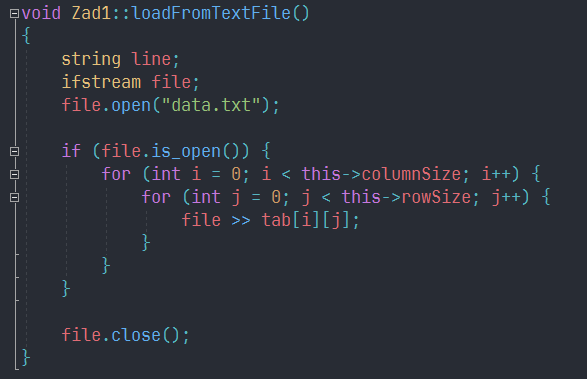 void Zad1::loadFromTextFile()
{
    string line;
    ifstream file;
    file.open("data.txt");

    if (file.is_open()) {
        for (int i = 0; i < this->columnSize; i++) {
            for (int j = 0; j < this->rowSize; j++) {
                file >> tab[i][j];
            }
        }
    }

    file.close();
}